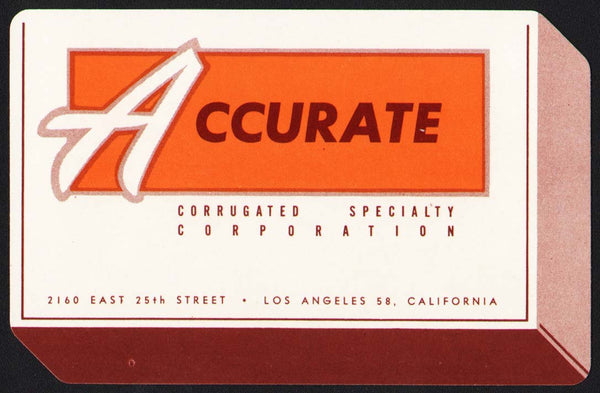 ACCURATE
CORRUGATED SPECIALTY
CORPORATION
2160 EAST 25th STREET • LOS ANGELES 58, CALIFORNIA